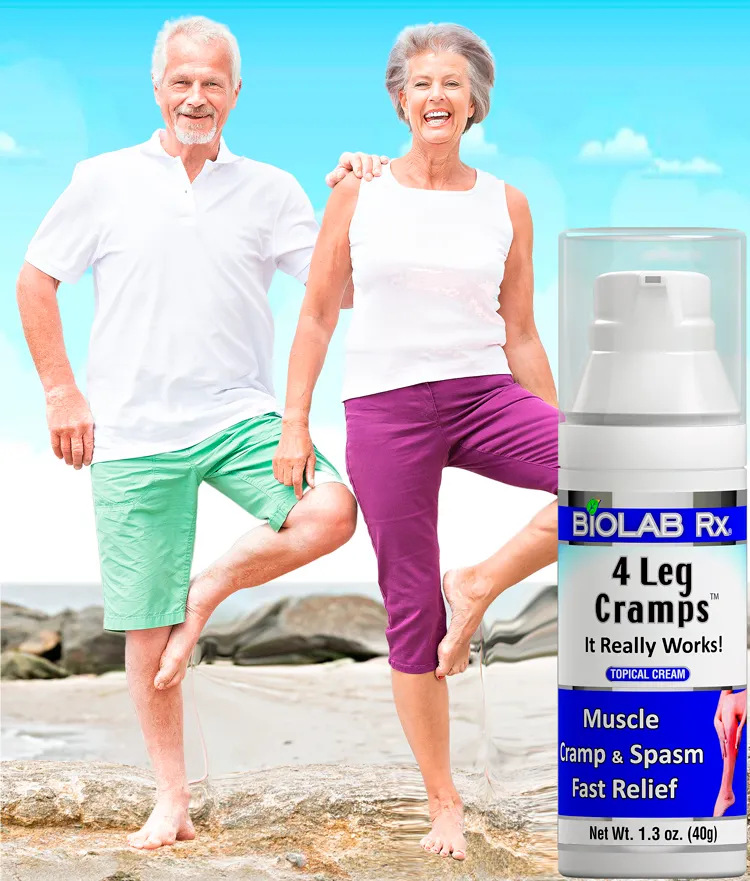 BiOLAB Rx®
4 Leg
Cramps™
It Really Works!
TOPICAL CREAM
Muscle
Cramp & Spasm
Fast Relief
Net Wt. 1.3 oz. (40g)